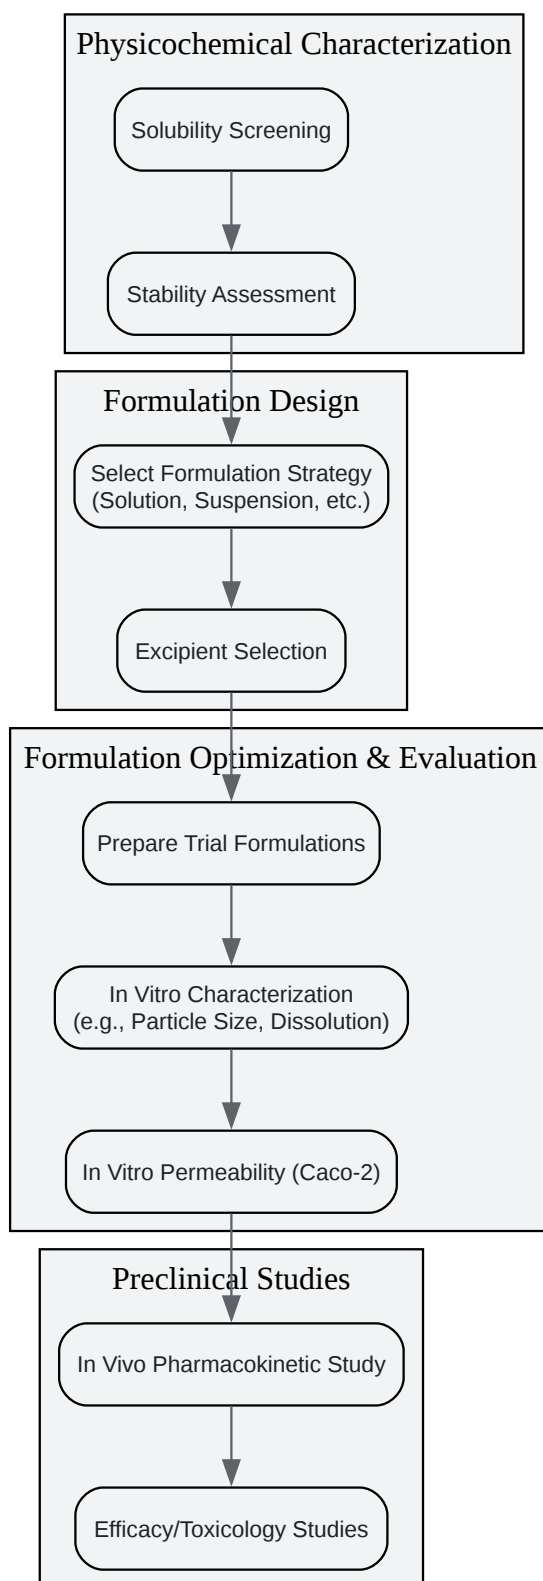 Physicochemical Characterization
Solubility Screening
Stability Assessment
Formulation Design
Select Formulation Strategy
(Solution, Suspension, etc.)
Excipient Selection
Formulation Optimization & Evaluation
Prepare Trial Formulations
In Vitro Characterization
(e.g., Particle Size, Dissolution)
In Vitro Permeability (Caco-2)
Preclinical Studies
In Vivo Pharmacokinetic Study
Efficacy/Toxicology Studies